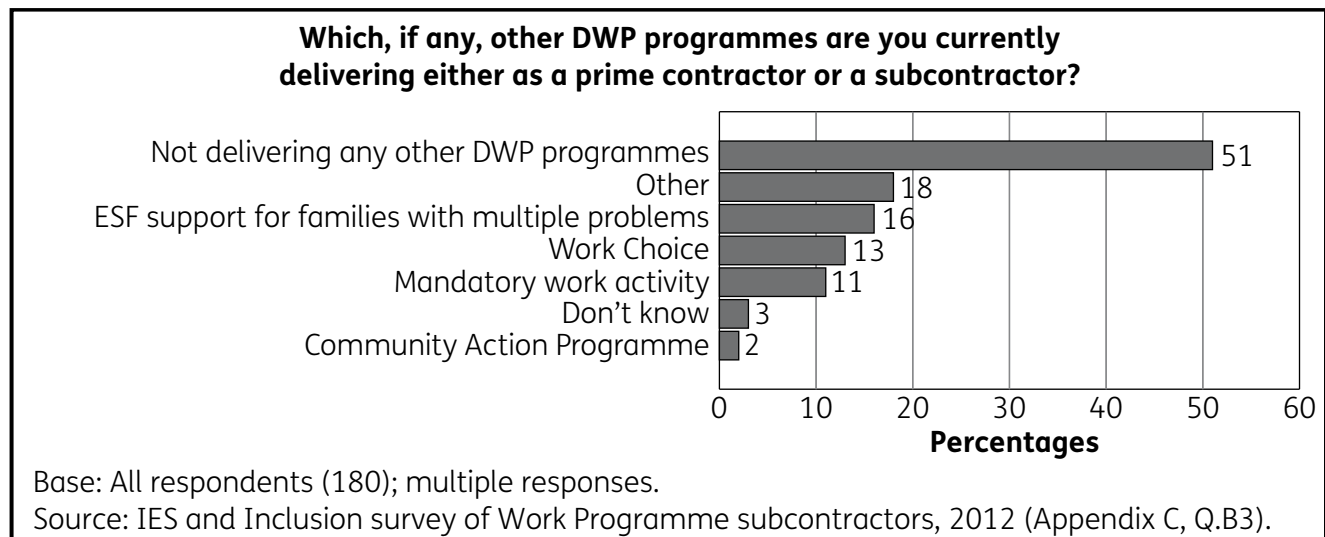 Which, if any, other DWP programmes are you currently
delivering either as a prime contractor or a subcontractor?
Not delivering any other DWP programmes 51
Other 18
ESF support for families with multiple problems 16
Work Choice 13
Mandatory work activity 11
Don't know 3
Community Action Programme 2
0 10 20 30 40 50 60
Percentages
Base: All respondents (180); multiple responses.
Source: IES and Inclusion survey of Work Programme subcontractors, 2012 (Appendix C, Q.B3).